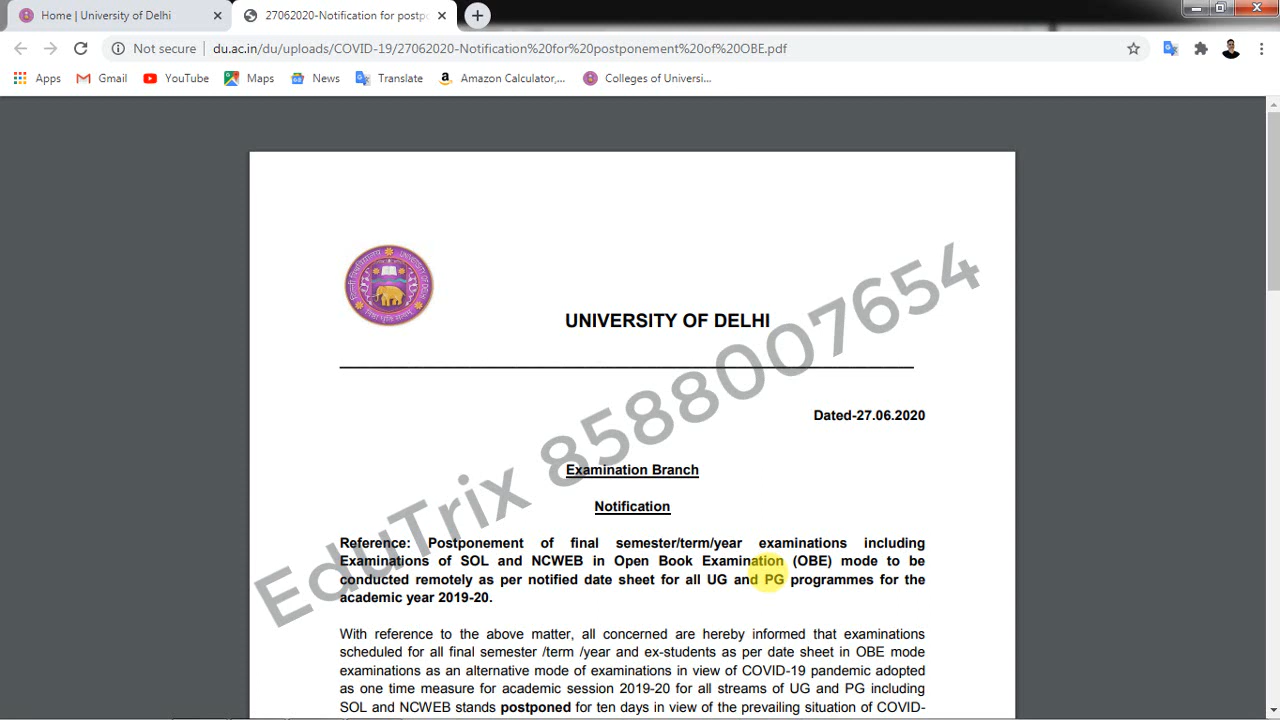 Home | University of Delhi
27062020-Notification for postp
Not secure
du.ac.in/du/uploads/COVID-19/27062020-Notification%20for%20postponement%20of%20OBE.pdf
Apps
Gmail
YouTube
Maps
News
Translate
Amazon Calculator,...
Colleges of Universi...
UNIVERSITY OF DELHI
EduTrix 8588007654
Dated-27.06.2020
Examination Branch
Notification
Reference: Postponement of final semester/term/year examinations including
Examinations of SOL and NCWEB in Open Book Examination (OBE) mode to be
conducted remotely as per notified date sheet for all UG and PG programmes for the
academic year 2019-20.
With reference to the above matter, all concerned are hereby informed that examinations
scheduled for all final semester /term /year and ex-students as per date sheet in OBE mode
examinations as an alternative mode of examinations in view of COVID-19 pandemic adopted
as one time measure for academic session 2019-20 for all streams of UG and PG including
SOL and NCWEB stands postponed for ten days in view of the prevailing situation of COVID-